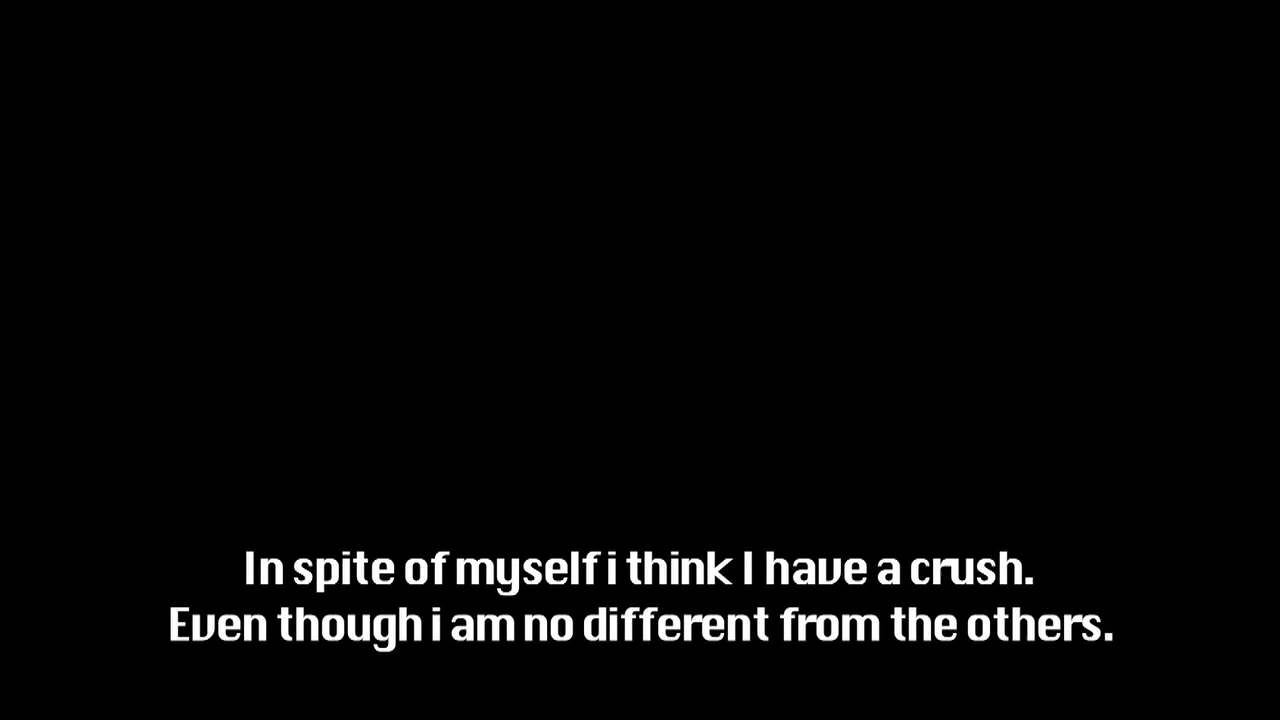 In spite of myself i think I have a crush.
Even though i am no different from the others.